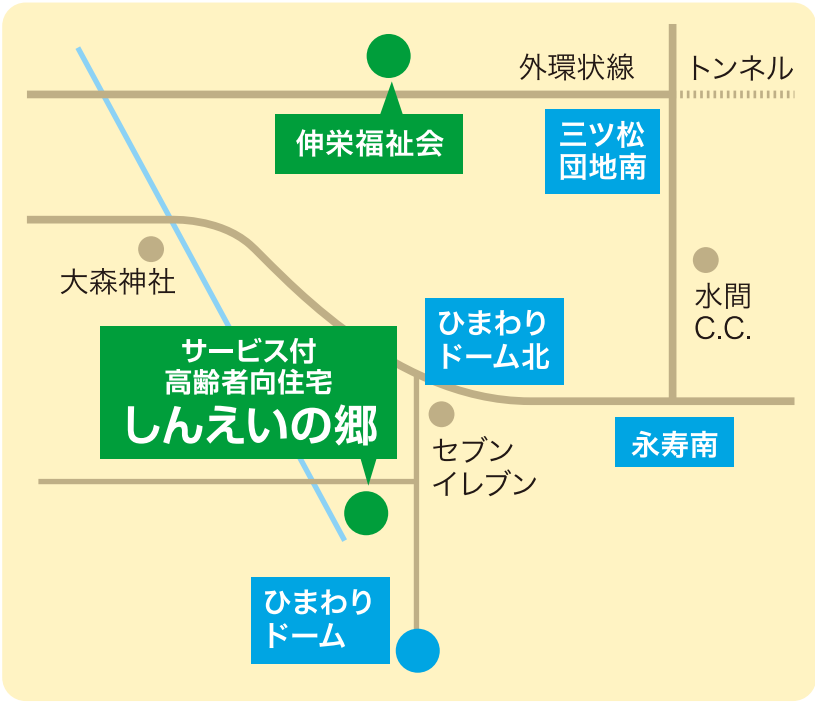 外環状線
トンネル
伸栄福祉会
三ツ松
団地南
大森神社
水間
C.C.
ひまわり
ドーム北
サービス付
高齢者向住宅
しんえいの郷
セブン
イレブン
永寿南
ひまわり
ドーム